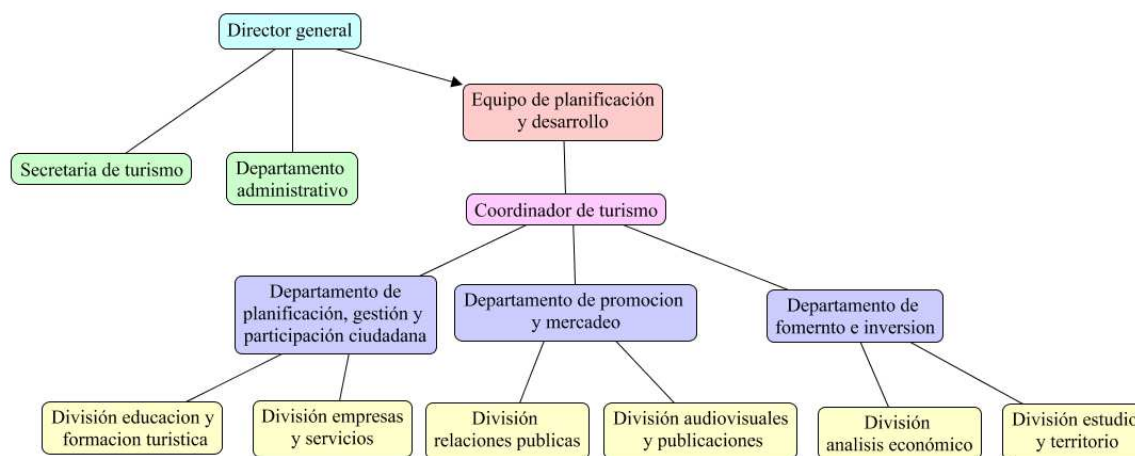 Director general
Equipo de planificación
y desarrollo
Secretaria de turismo
Departamento
administrativo
Coordinador de turismo
Departamento de
planificación, gestión y
participación ciudadana
Departamento de promocion
y mercadeo
Departamento de
fomernto e inversion
División educacion y
formacion turistica
División empresas
y servicios
División
relaciones publicas
División audiovisuales
y publicaciones
División
analisis económico
División estudio
y territorio